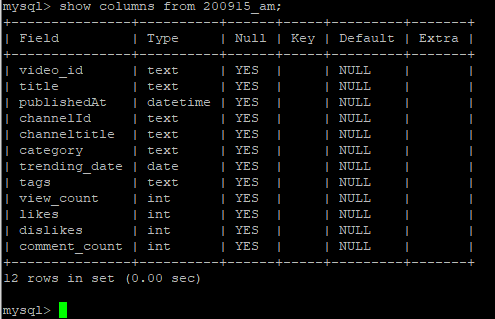 mysql> show columns from 200915_am;
+---------------+----------+------+-----+---------+-------+
| Field         | Type     | Null | Key | Default | Extra |
+---------------+----------+------+-----+---------+-------+
| video_id      | text     | YES  |     | NULL    |       |
| title         | text     | YES  |     | NULL    |       |
| publishedAt   | datetime | YES  |     | NULL    |       |
| channelId     | text     | YES  |     | NULL    |       |
| channeltitle  | text     | YES  |     | NULL    |       |
| category      | text     | YES  |     | NULL    |       |
| trending_date | date     | YES  |     | NULL    |       |
| tags          | text     | YES  |     | NULL    |       |
| view_count    | int      | YES  |     | NULL    |       |
| likes         | int      | YES  |     | NULL    |       |
| dislikes      | int      | YES  |     | NULL    |       |
| comment_count | int      | YES  |     | NULL    |       |
+---------------+----------+------+-----+---------+-------+
12 rows in set (0.00 sec)
mysql>